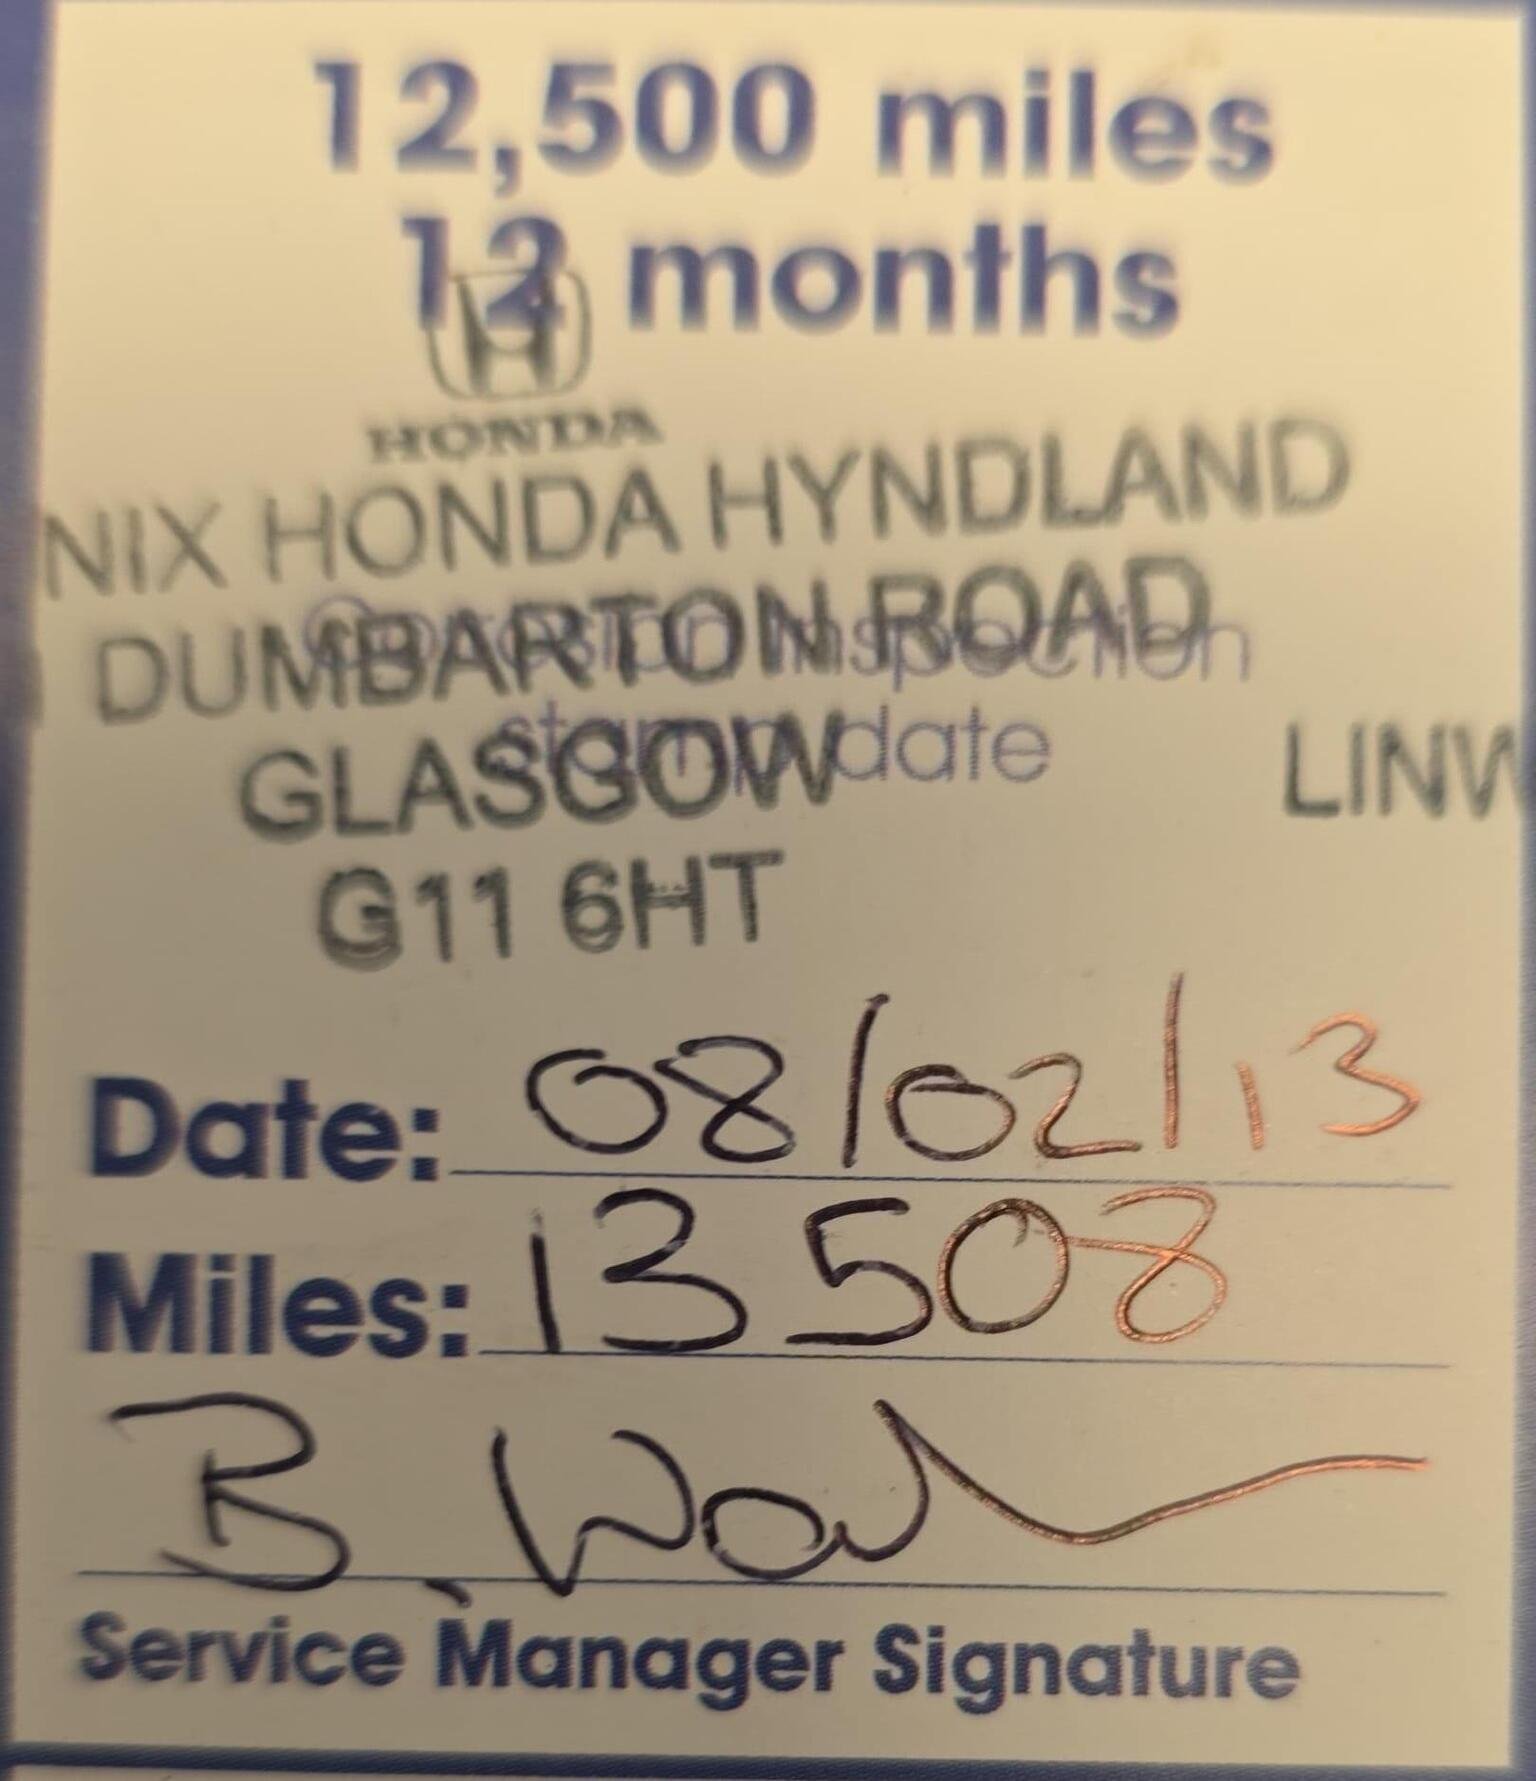 12,500 miles
12 months
HONDA
NIX HONDA HYNDLAND
DUMBARTON ROAD
Corrosion Inspection
stamp date
GLASGOW
LINW
G11 6HT
Date: 08/02/13
Miles: 13508
B.
Service Manager Signature